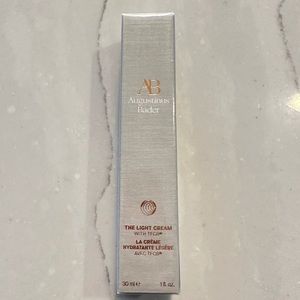 AB
Augustinus
Bader
THE LIGHT CREAM
WITH TFC8®
LA CRÈME
HYDRATANTE LÉGÈRE
AVEC TFC8®
30 ml e 1 fl. oz.